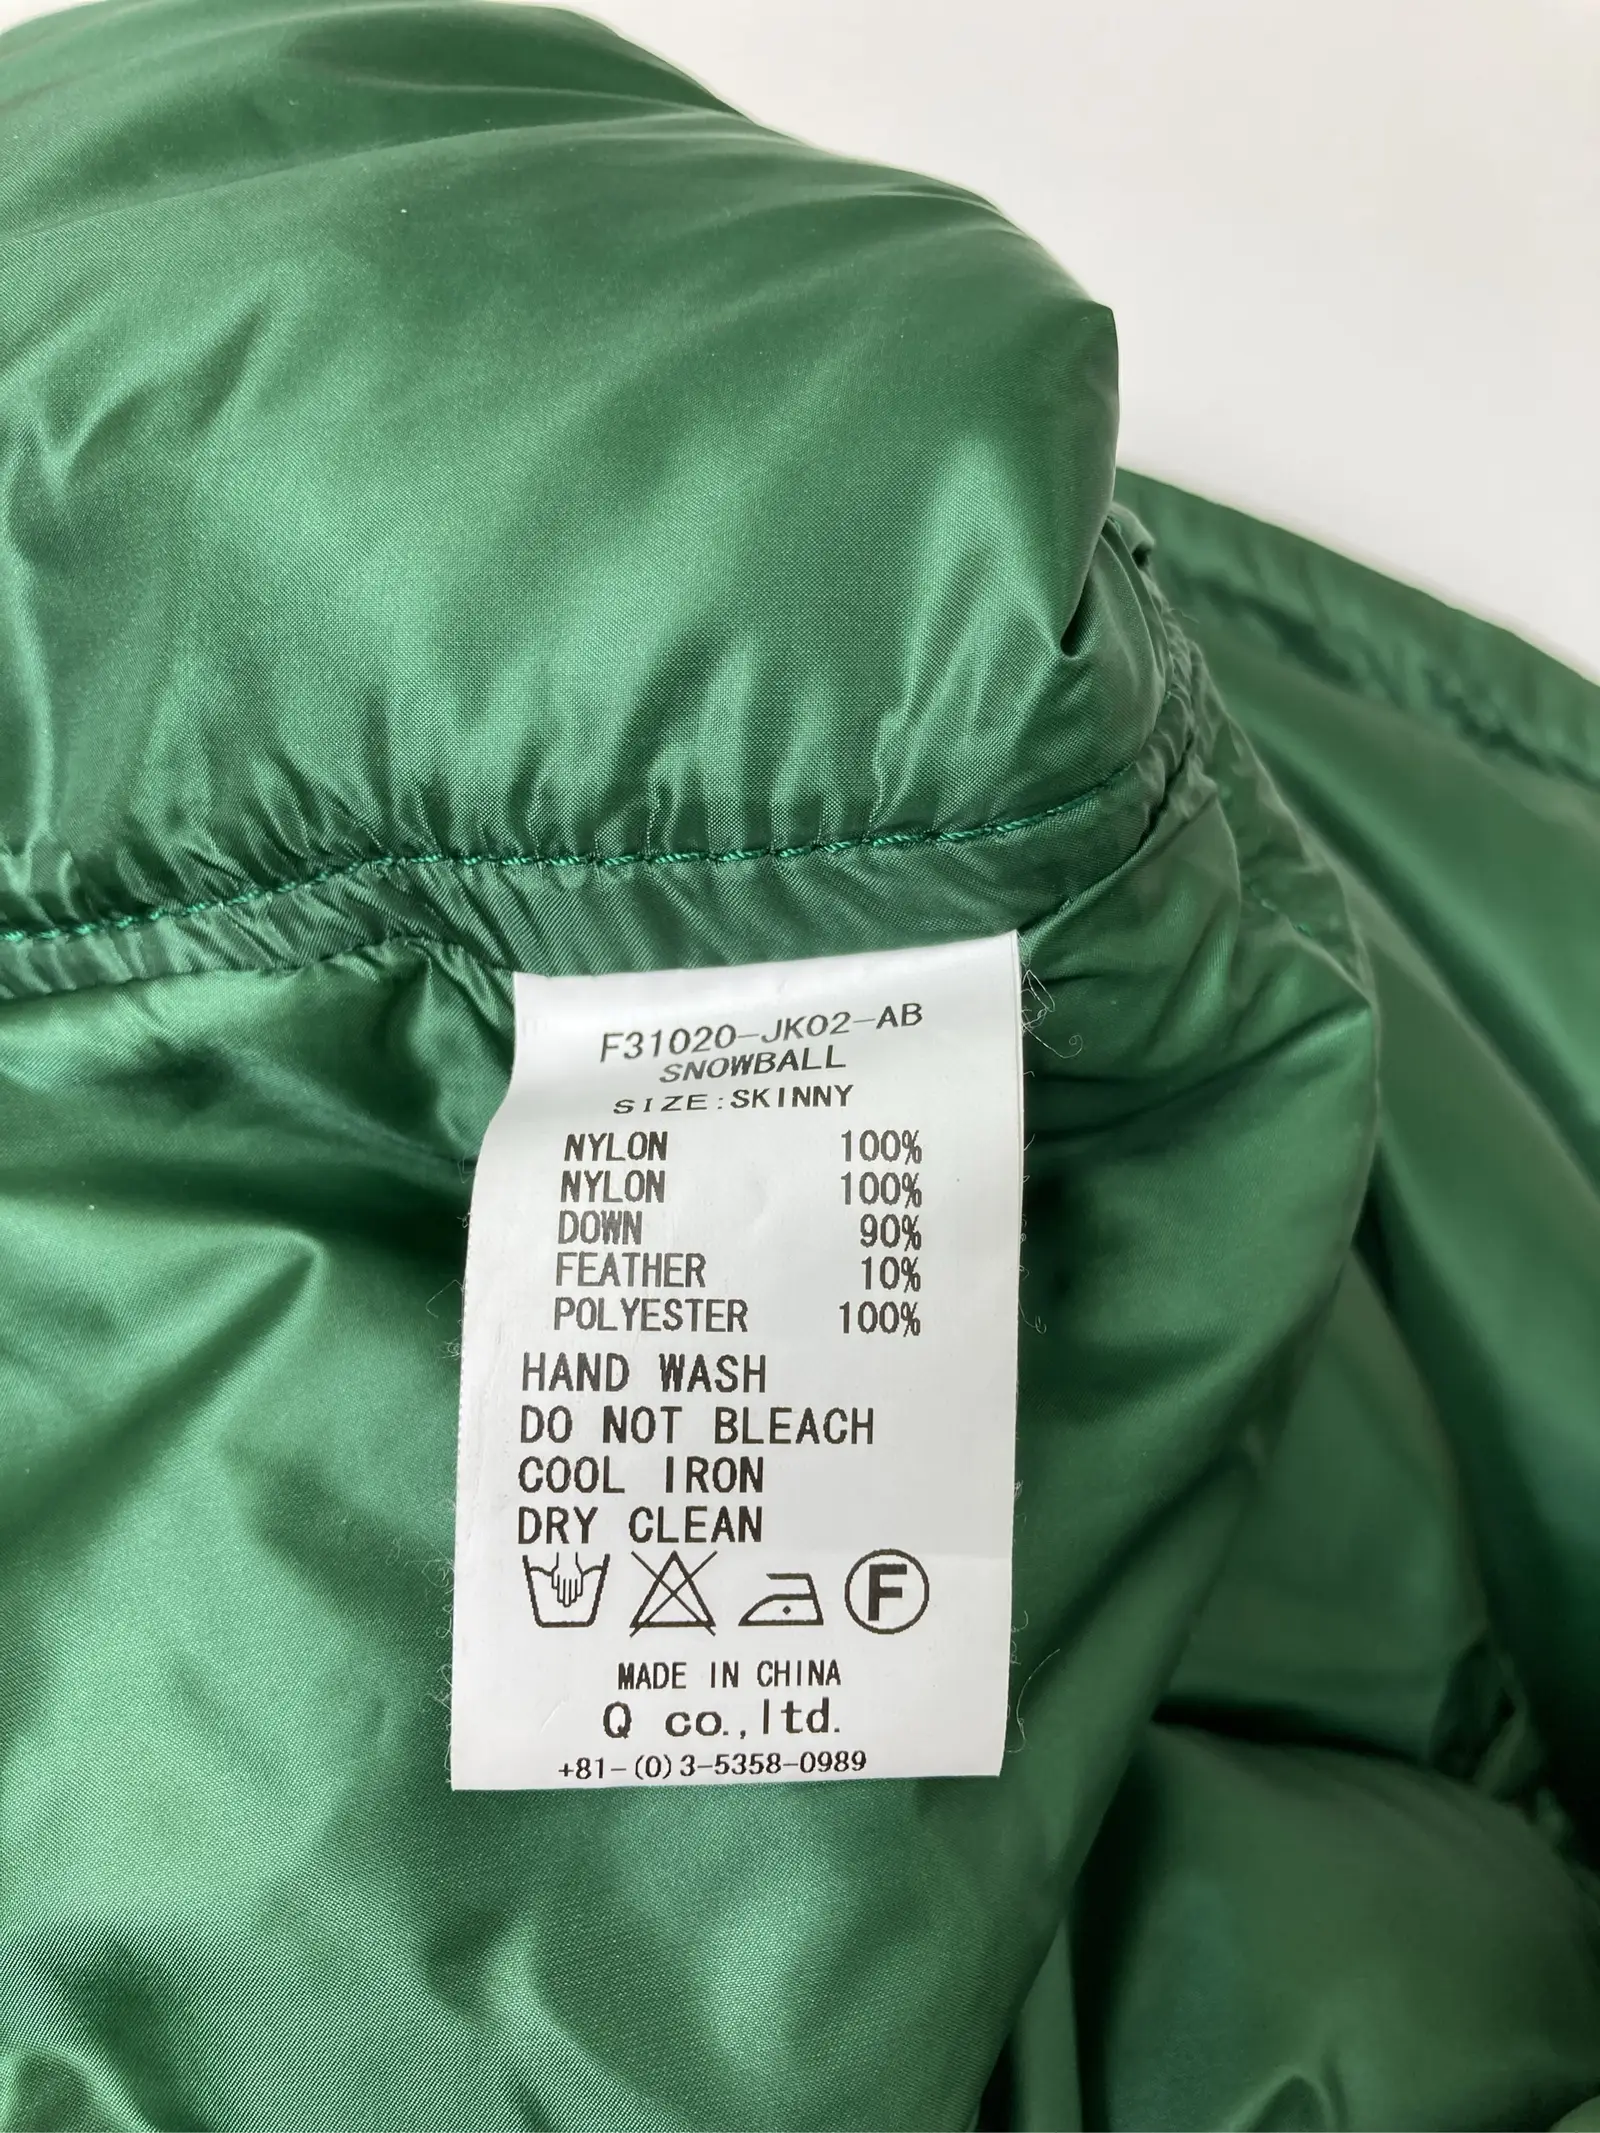 F31020-JK02-AB
SNOWBALL
SIZE:SKINNY
NYLON 100%
NYLON 100%
DOWN 90%
FEATHER 10%
POLYESTER 100%
HAND WASH
DO NOT BLEACH
COOL IRON
DRY CLEAN
F
MADE IN CHINA
Q co.,ltd.
+81-(0)3-5358-0989